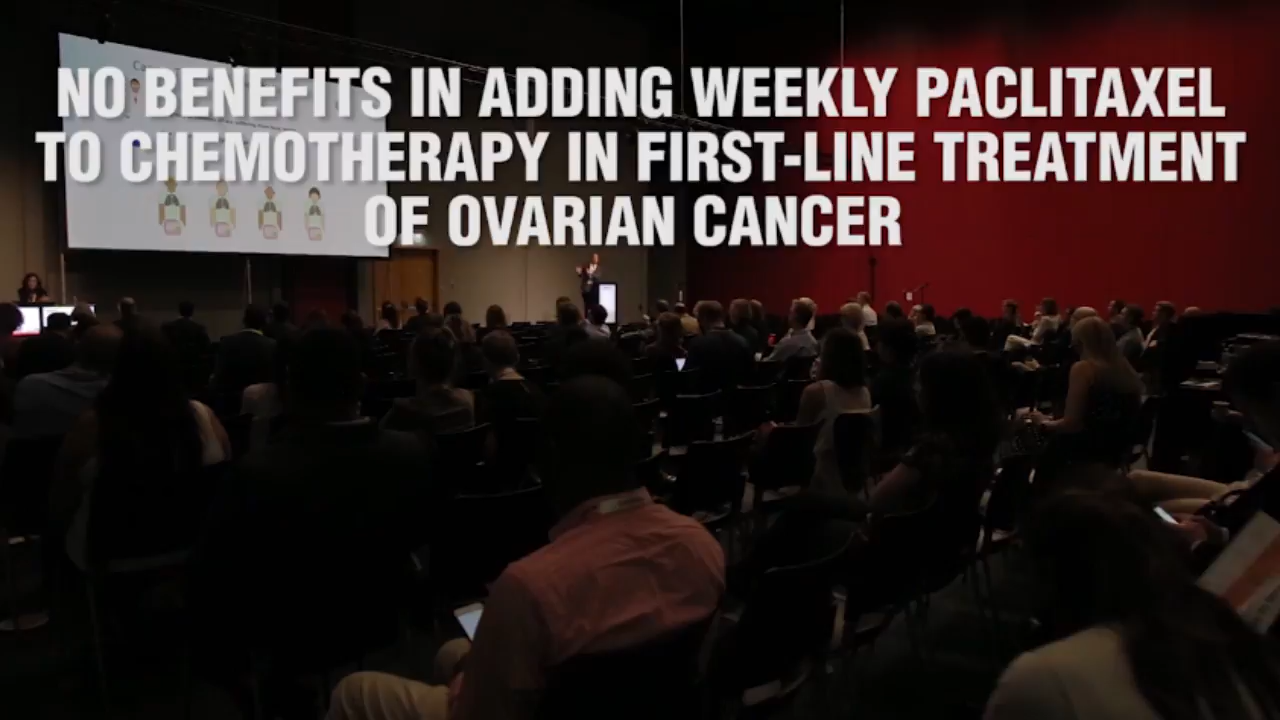 NO BENEFITS IN ADDING WEEKLY PACLITAXEL
TO CHEMOTHERAPY IN FIRST-LINE TREATMENT
OF OVARIAN CANCER